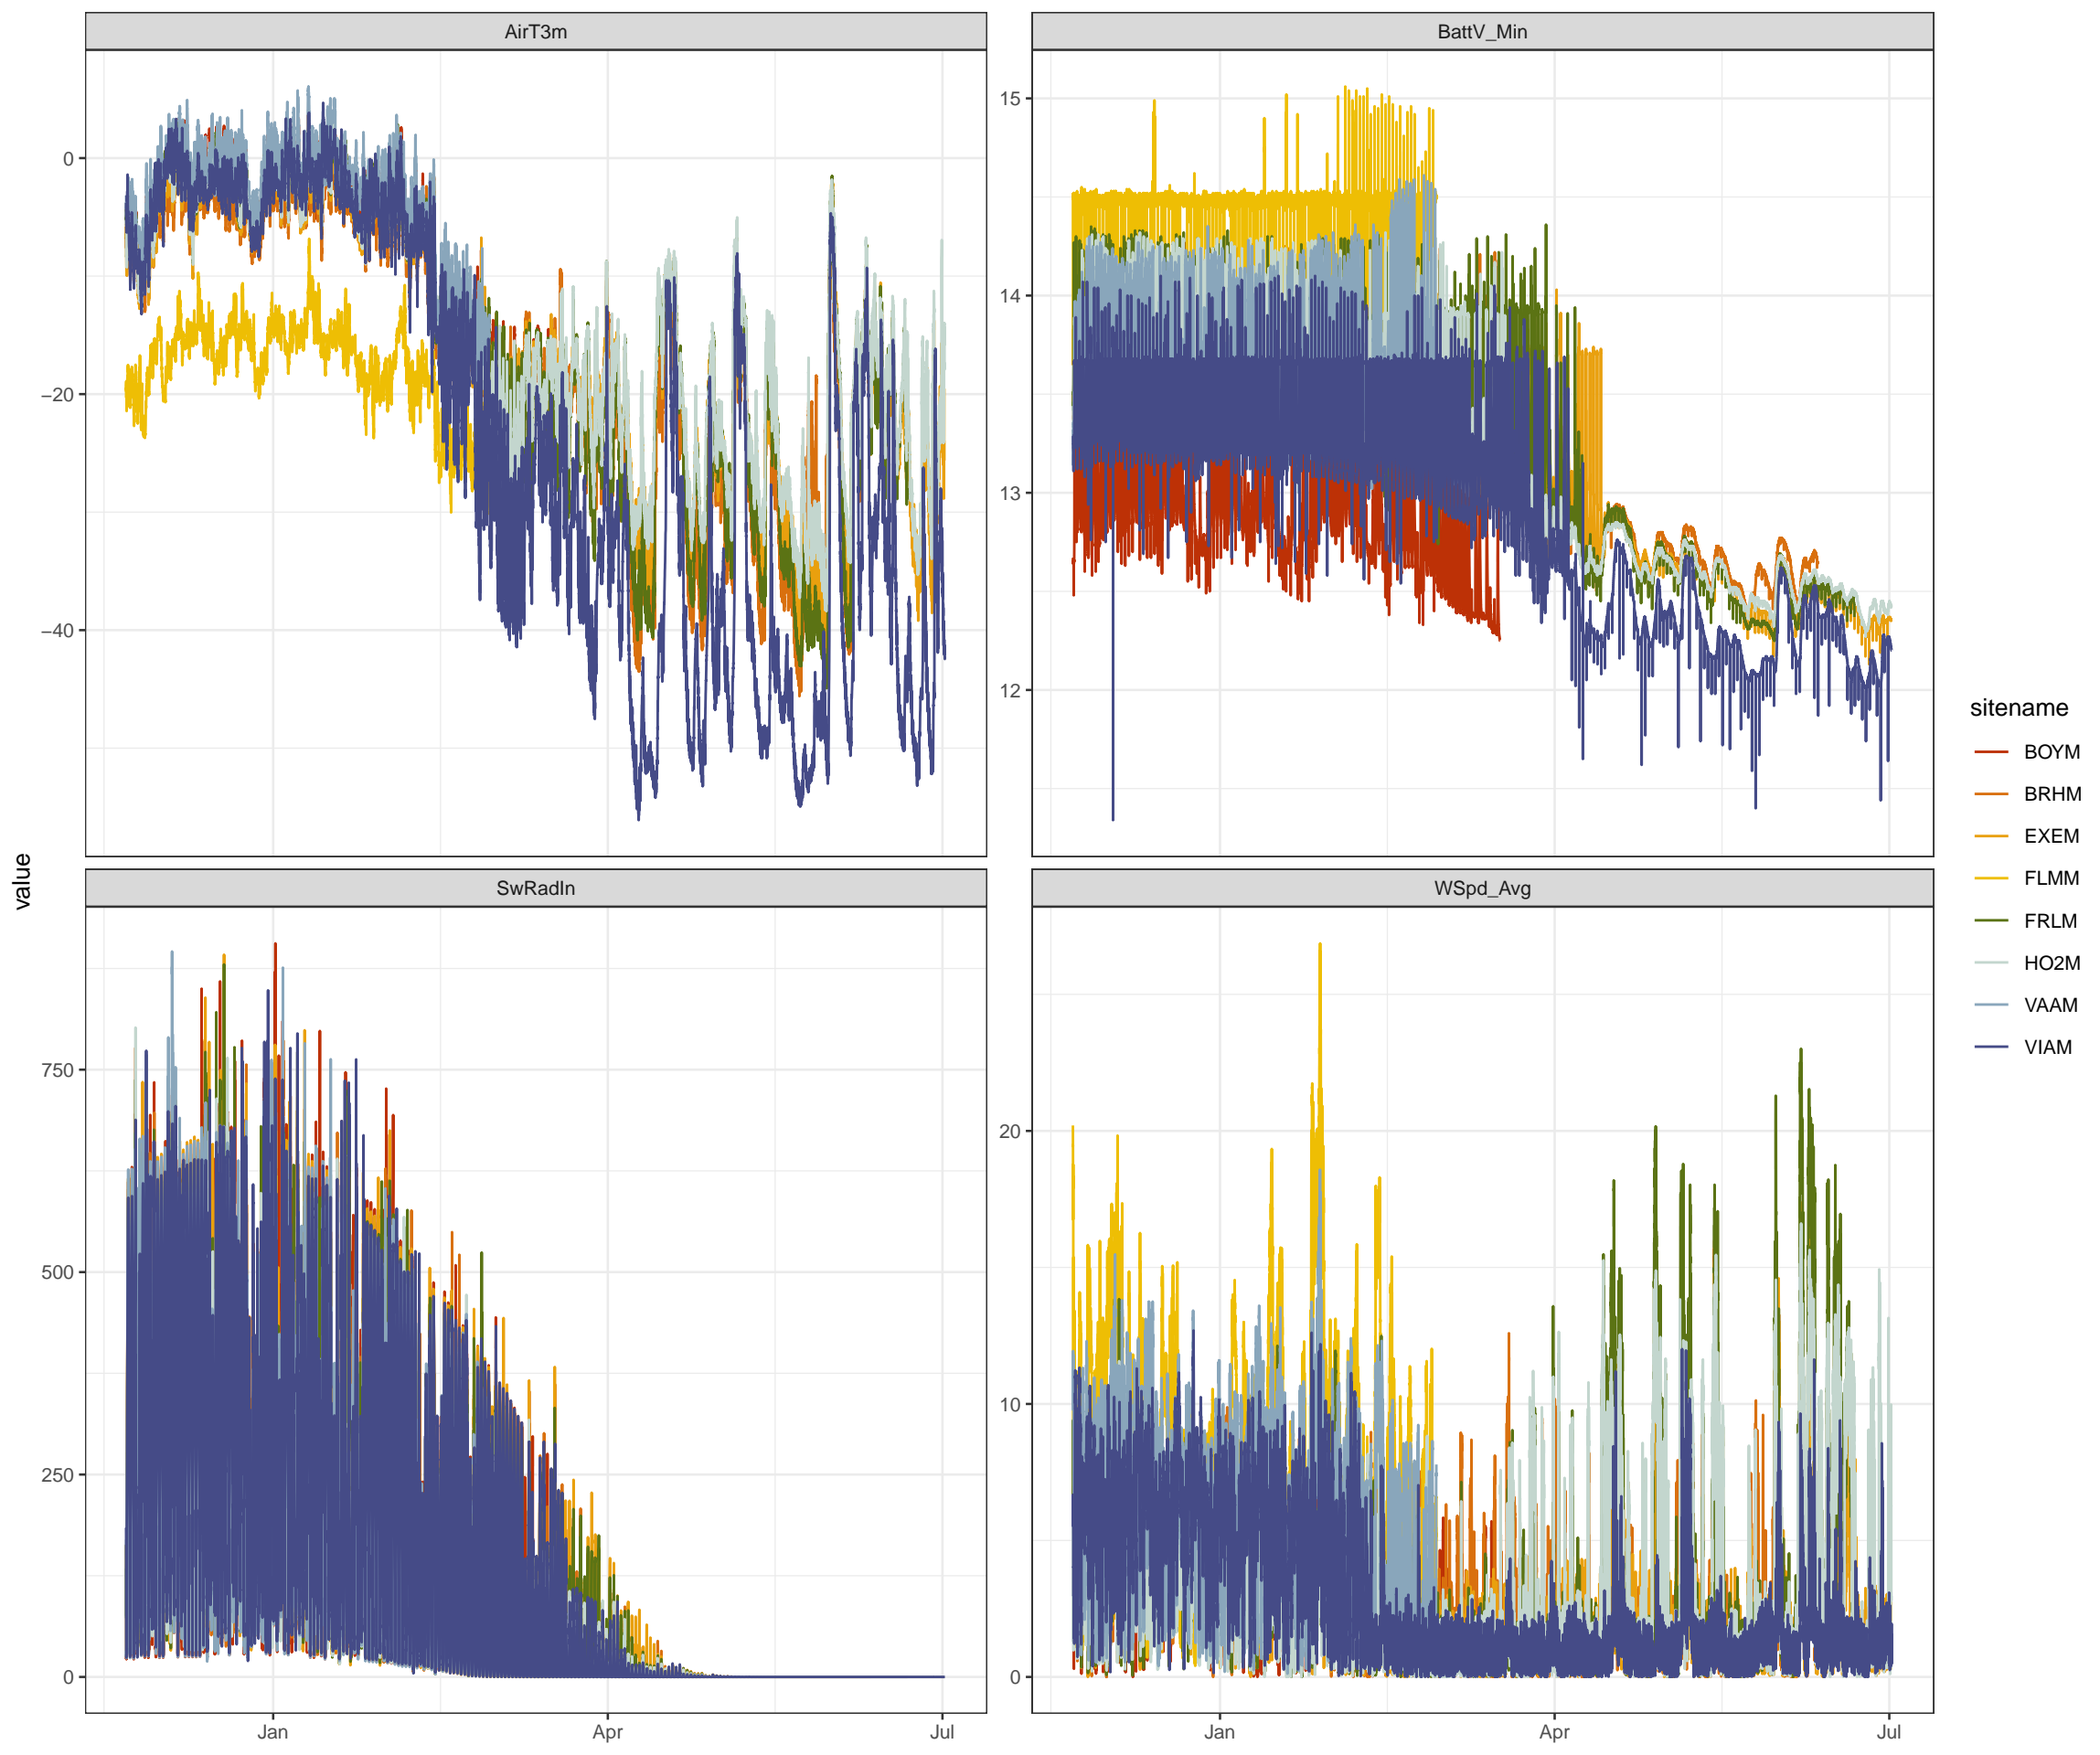 AirT3m
BattV_Min
0
−20
−40
15
14
13
12
SwRadIn
WSpd_Avg
750
500
250
0
20
10
0
Jan
Apr
Jul
Jan
Apr
Jul
value
sitename
BOYM
BRHM
EXEM
FLMM
FRLM
HO2M
VAAM
VIAM